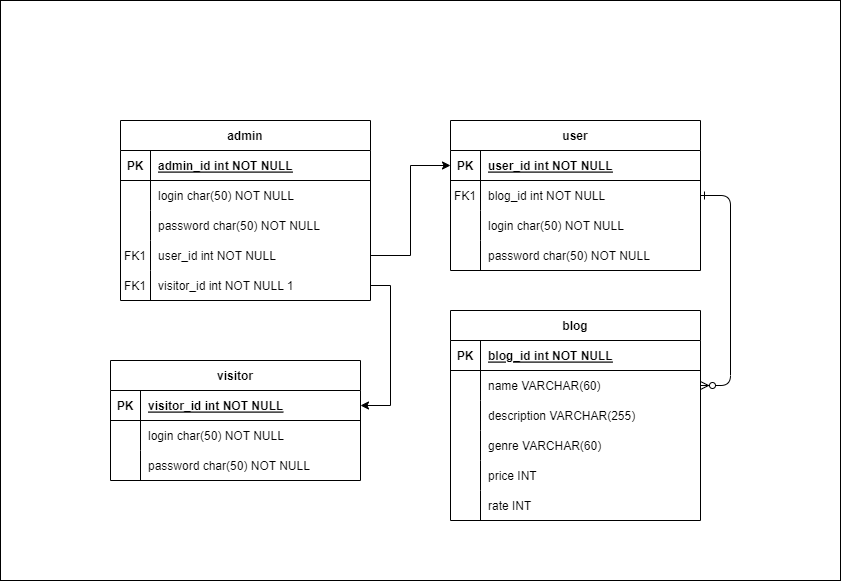 admin
PK admin_id int NOT NULL
login char(50) NOT NULL
password char(50) NOT NULL
FK1 user_id int NOT NULL
FK1 visitor_id int NOT NULL 1
user
PK user_id int NOT NULL
FK1 blog_id int NOT NULL
login char(50) NOT NULL
password char(50) NOT NULL
visitor
PK visitor_id int NOT NULL
login char(50) NOT NULL
password char(50) NOT NULL
blog
PK blog_id int NOT NULL
name VARCHAR(60)
description VARCHAR(255)
genre VARCHAR(60)
price INT
rate INT